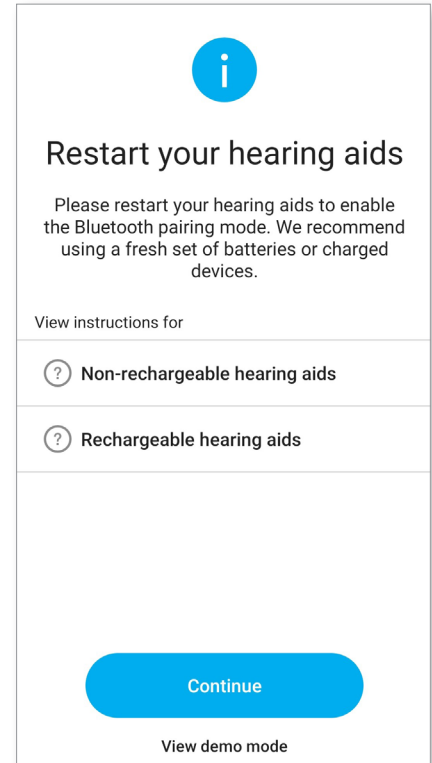 i
Restart your hearing aids
Please restart your hearing aids to enable
the Bluetooth pairing mode. We recommend
using a fresh set of batteries or charged
devices.
View instructions for
? Non-rechargeable hearing aids
? Rechargeable hearing aids
Continue
View demo mode